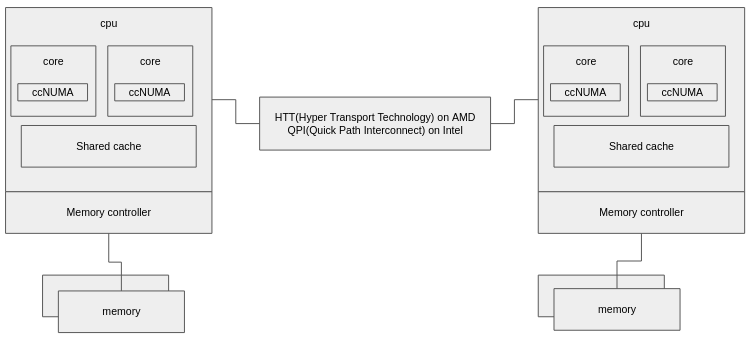 cpu
core
core
ccNUMA
ccNUMA
Shared cache
Memory controller
memory
HTT(Hyper Transport Technology) on AMD
QPI(Quick Path Interconnect) on Intel
cpu
core
core
ccNUMA
ccNUMA
Shared cache
Memory controller
memory